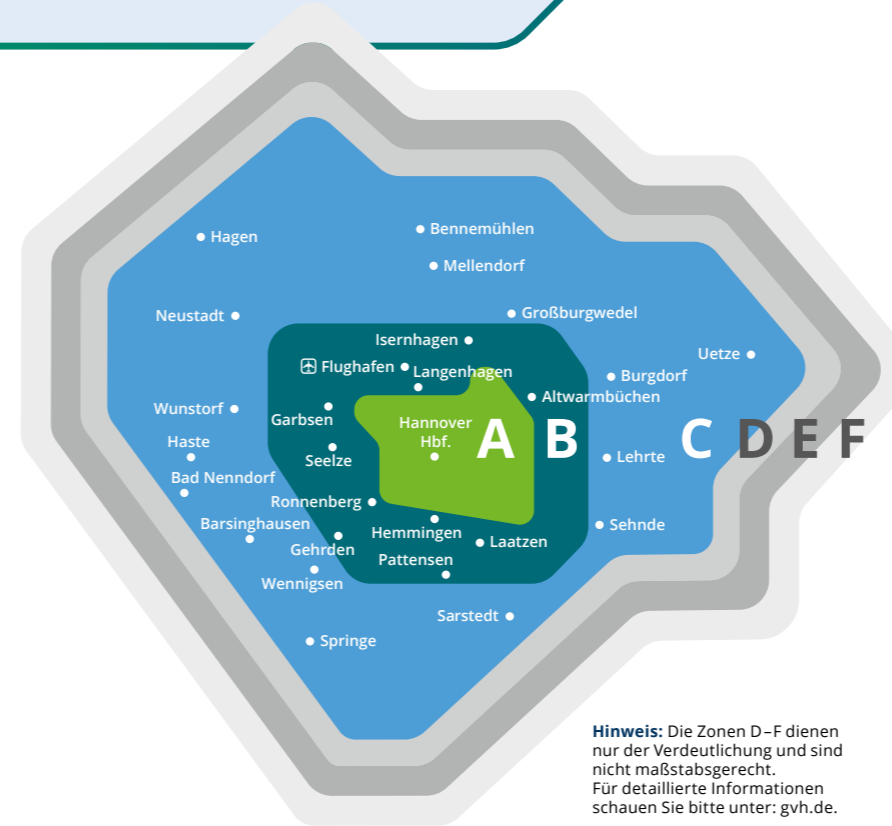 Hagen
Bennemühlen
Mellendorf
Neustadt
Großburgwedel
Isernhagen
Uetze
Flughafen
Langenhagen
Burgdorf
Altwarmbüchen
Wunstorf
Garbsen
Hannover
Hbf.
A B C D E F
Haste
Seelze
Lehrte
Bad Nenndorf
Ronnenberg
Barsinghausen
Sehnde
Hemmingen
Laatzen
Gehrden
Pattensen
Wennigsen
Sarstedt
Springe
Hinweis: Die Zonen D–F dienen
nur der Verdeutlichung und sind
nicht maßstabsgerecht.
Für detaillierte Informationen
schauen Sie bitte unter: gvh.de.